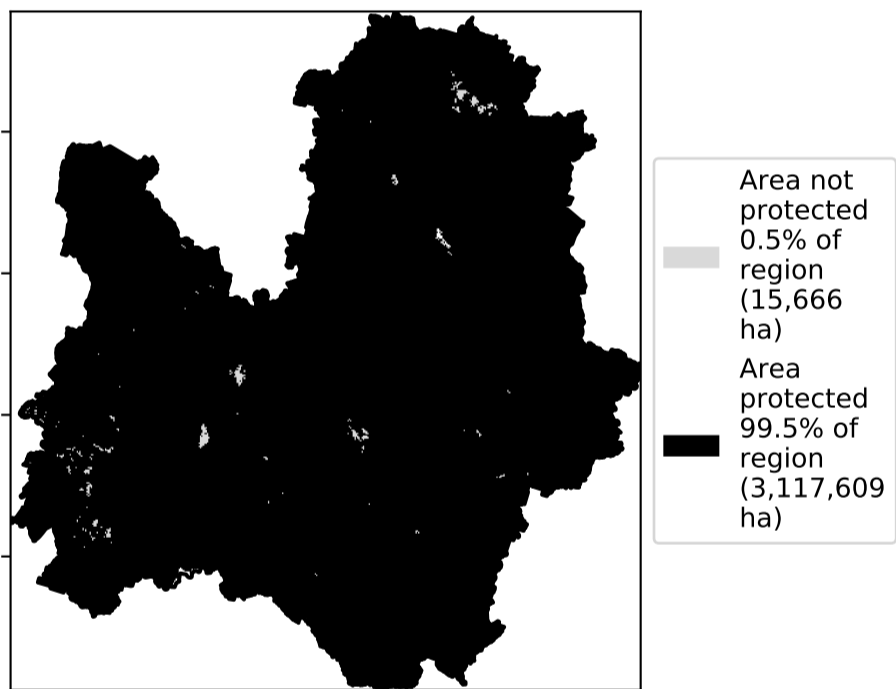 Area not
protected
0.5% of
region
(15,666
ha)
Area
protected
99.5% of
region
(3,117,609
ha)